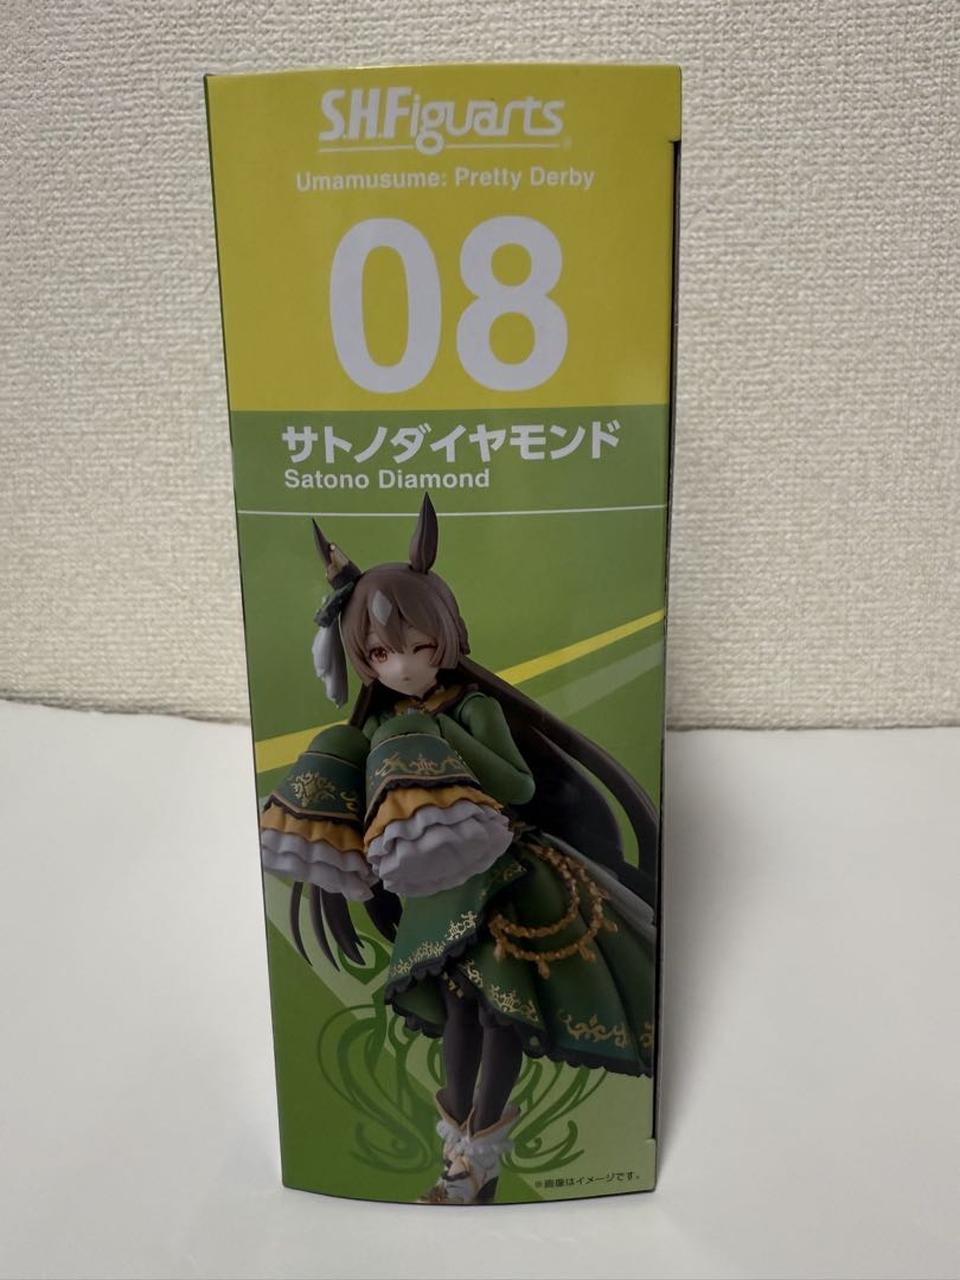 S.H.Figuarts
Umamusume: Pretty Derby
08
サトノダイヤモンド
Satono Diamond
※画像はイメージです。